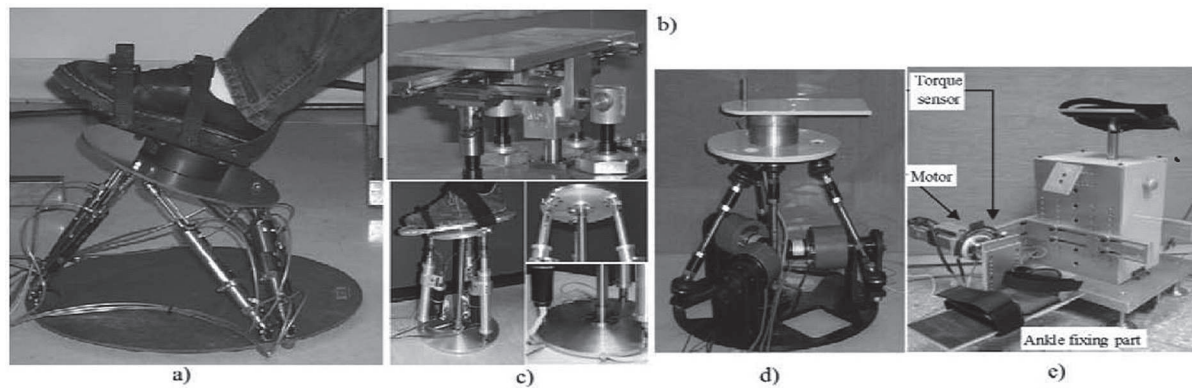 b)
Torque
sensor
Motor
Ankle fixing part
a)
c)
d)
e)